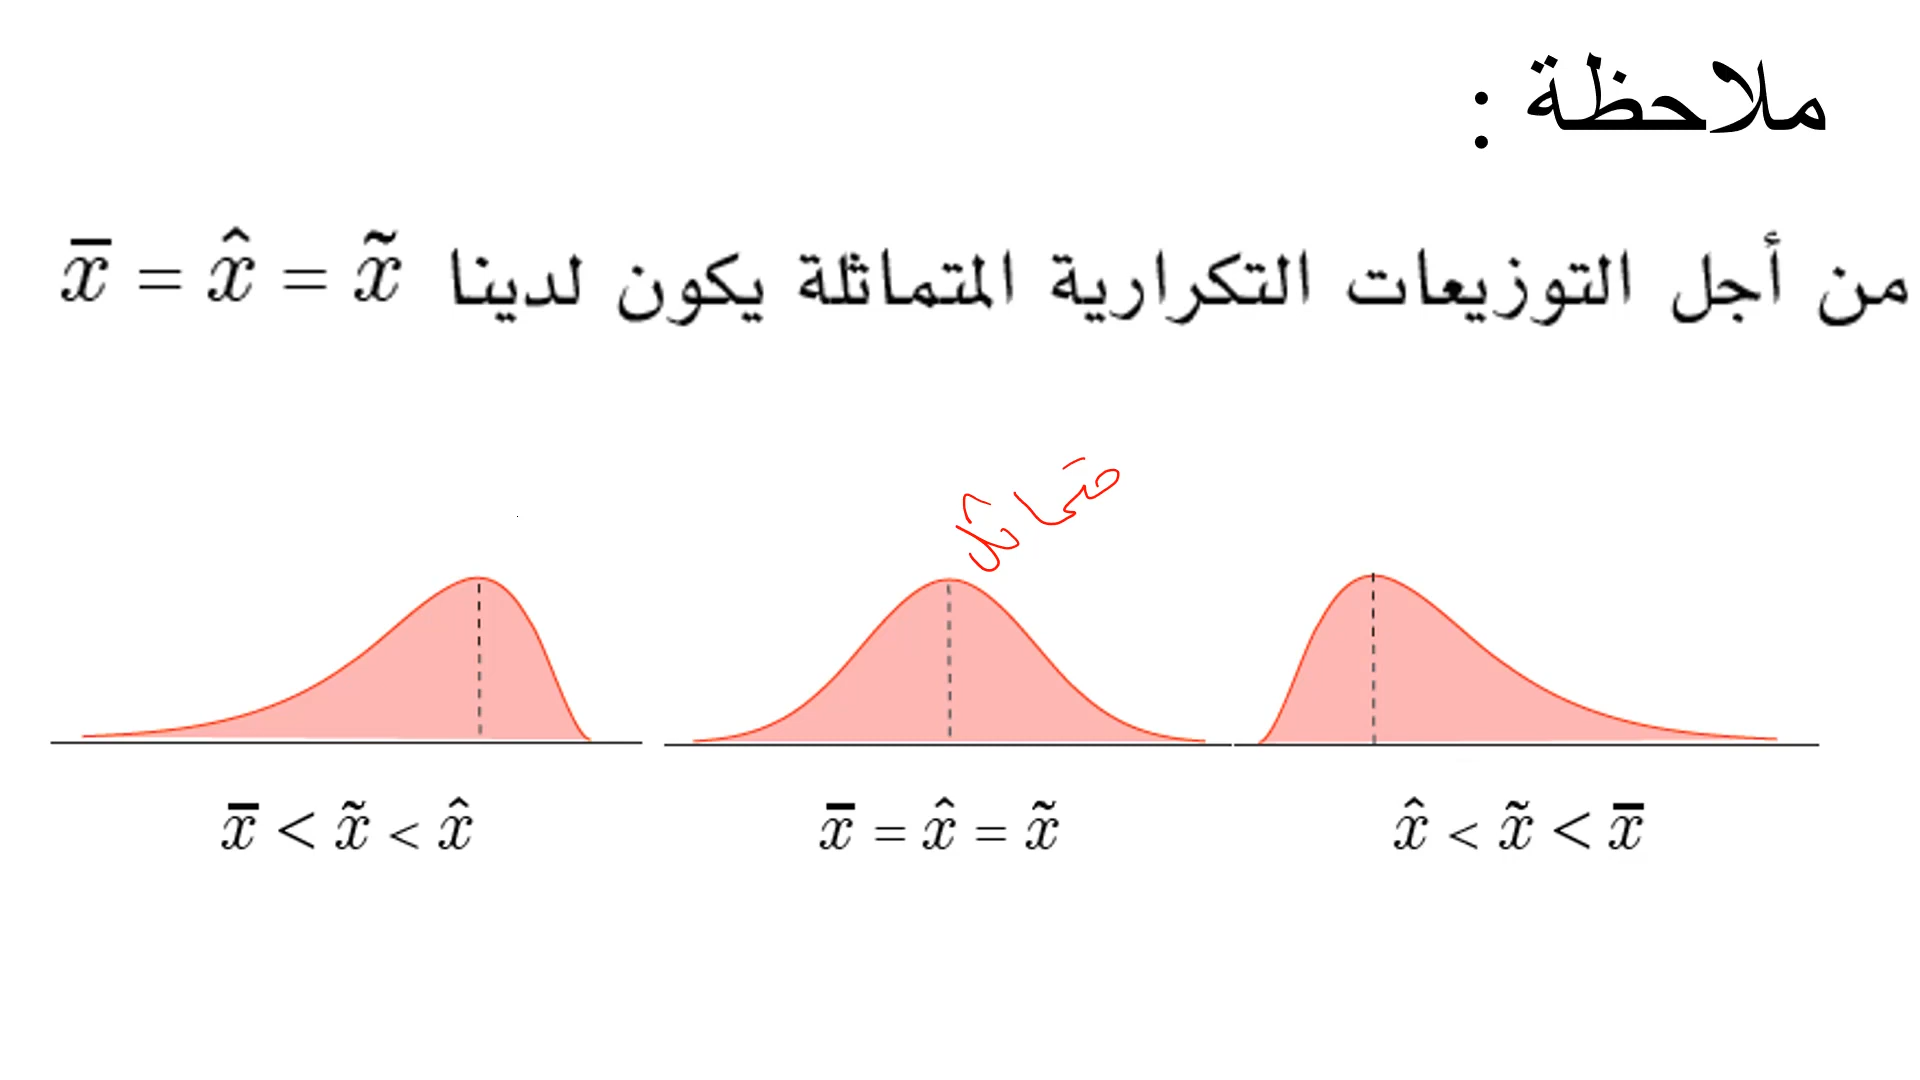 ملاحظة :
من أجل التوزيعات التكرارية المتماثلة يكون لدينا x̅ = x̂ = x̃
متماثل
x̅ < x̃ < x̂
x̅ = x̂ = x̃
x̂ < x̃ < x̅